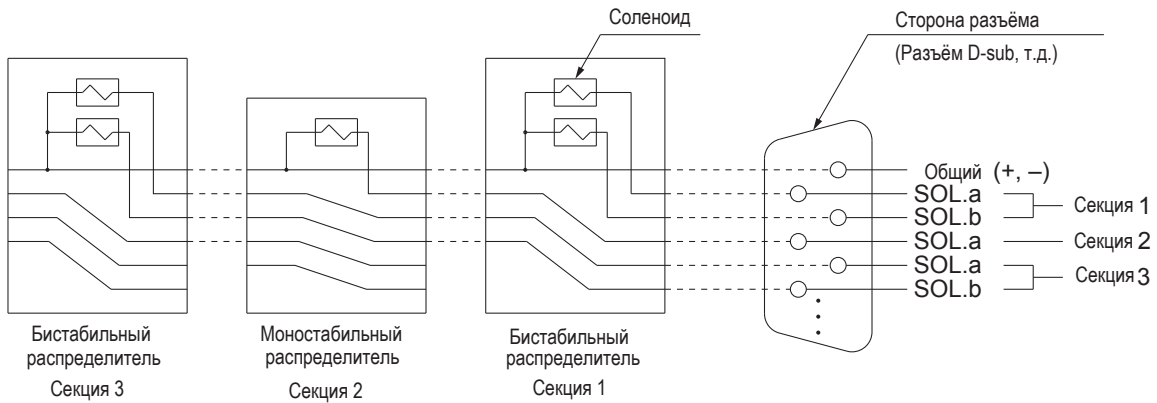 Соленоид
Сторона разъёма
(Разъём D-sub, т.д.)
Общий (+, –)
SOL.a
SOL.b
Секция 1
SOL.a
Секция 2
SOL.a
SOL.b
Секция 3
Бистабильный
распределитель
Секция 3
Моностабильный
распределитель
Секция 2
Бистабильный
распределитель
Секция 1